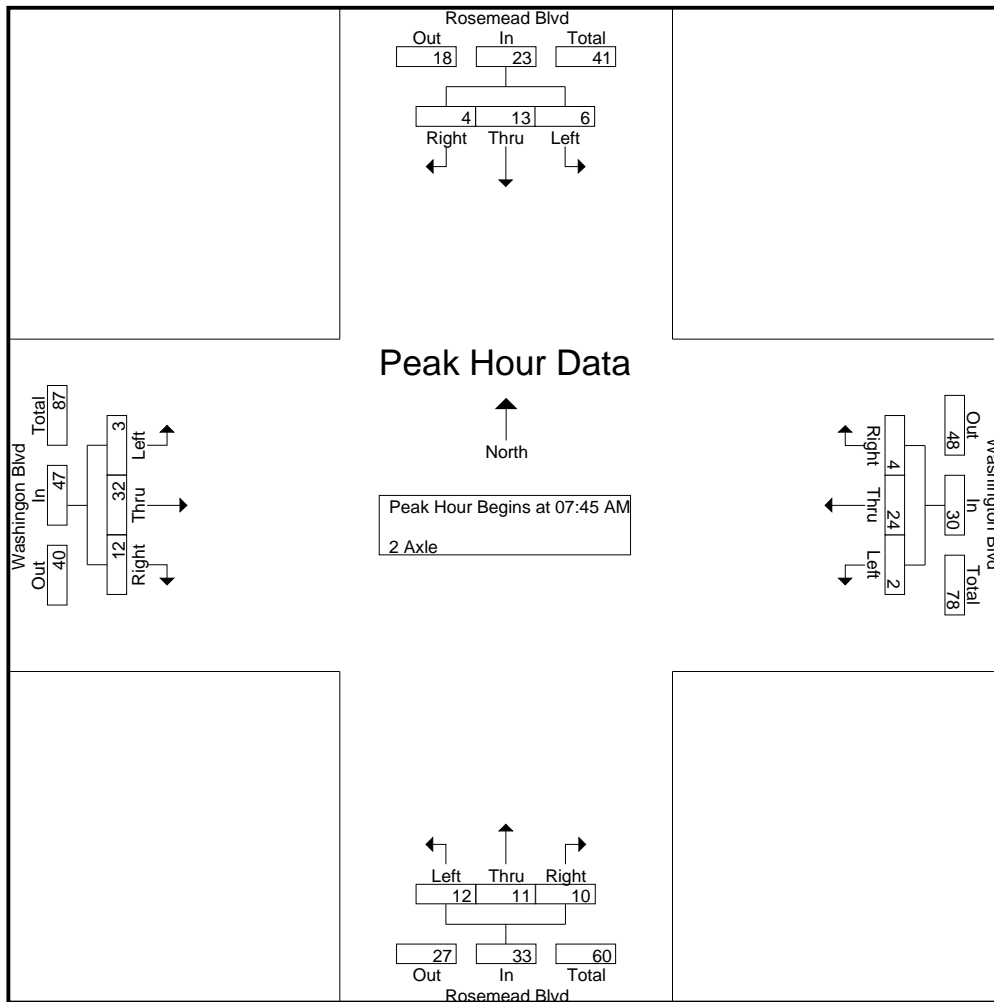 Rosemead Blvd
Out In Total
18 23 41
4 13 6
Right Thru Left
Peak Hour Data
North
Peak Hour Begins at 07:45 AM
2 Axle
Washingon Blvd
Total In Out
87 47 40
3 32 12
Left Thru Right
Washington Blvd
Out In Total
48 30 78
4 24 2
Right Thru Left
Left Thru Right
12 11 10
27 33 60
Out In Total
Rosemead Blvd